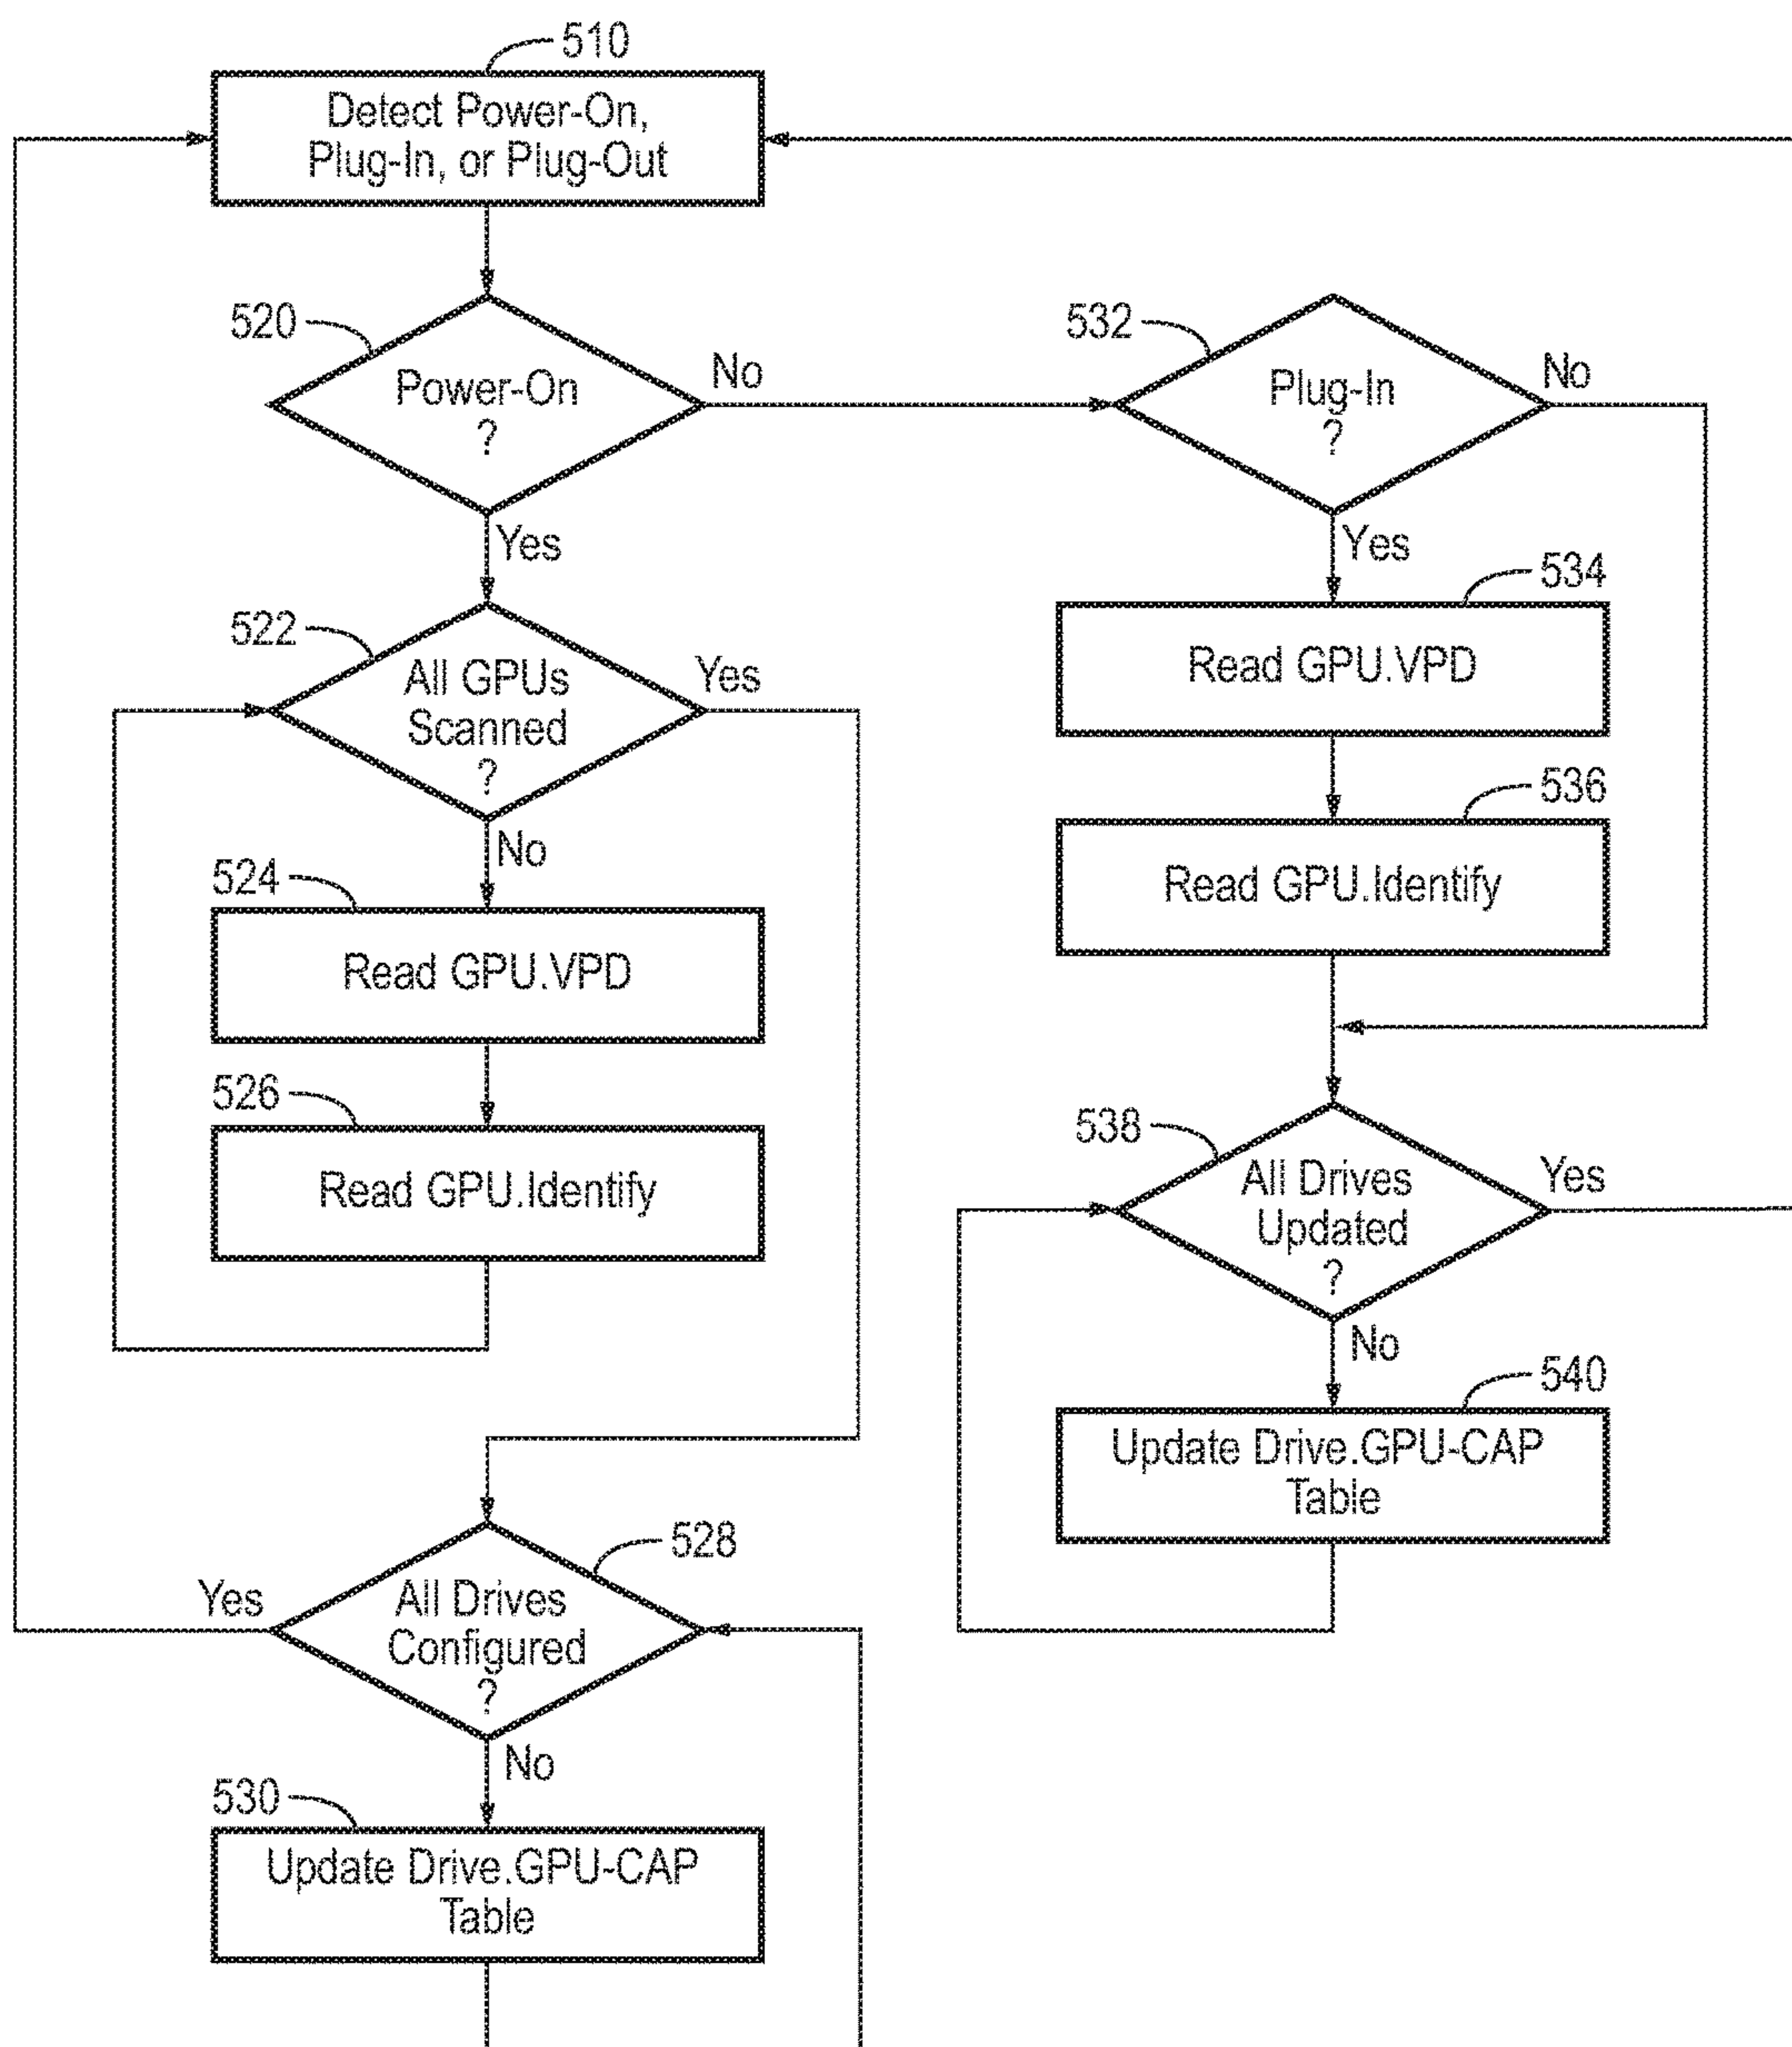 510
Detect Power-On,
Plug-In, or Plug-Out
520
Power-On
?
No
Yes
532
Plug-In
?
No
Yes
522
All GPUs
Scanned
?
Yes
No
534
Read GPU.VPD
536
Read GPU.Identify
524
Read GPU.VPD
526
Read GPU.Identify
538
All Drives
Updated
?
Yes
No
540
Update Drive.GPU-CAP
Table
528
All Drives
Configured
?
Yes
No
530
Update Drive.GPU-CAP
Table